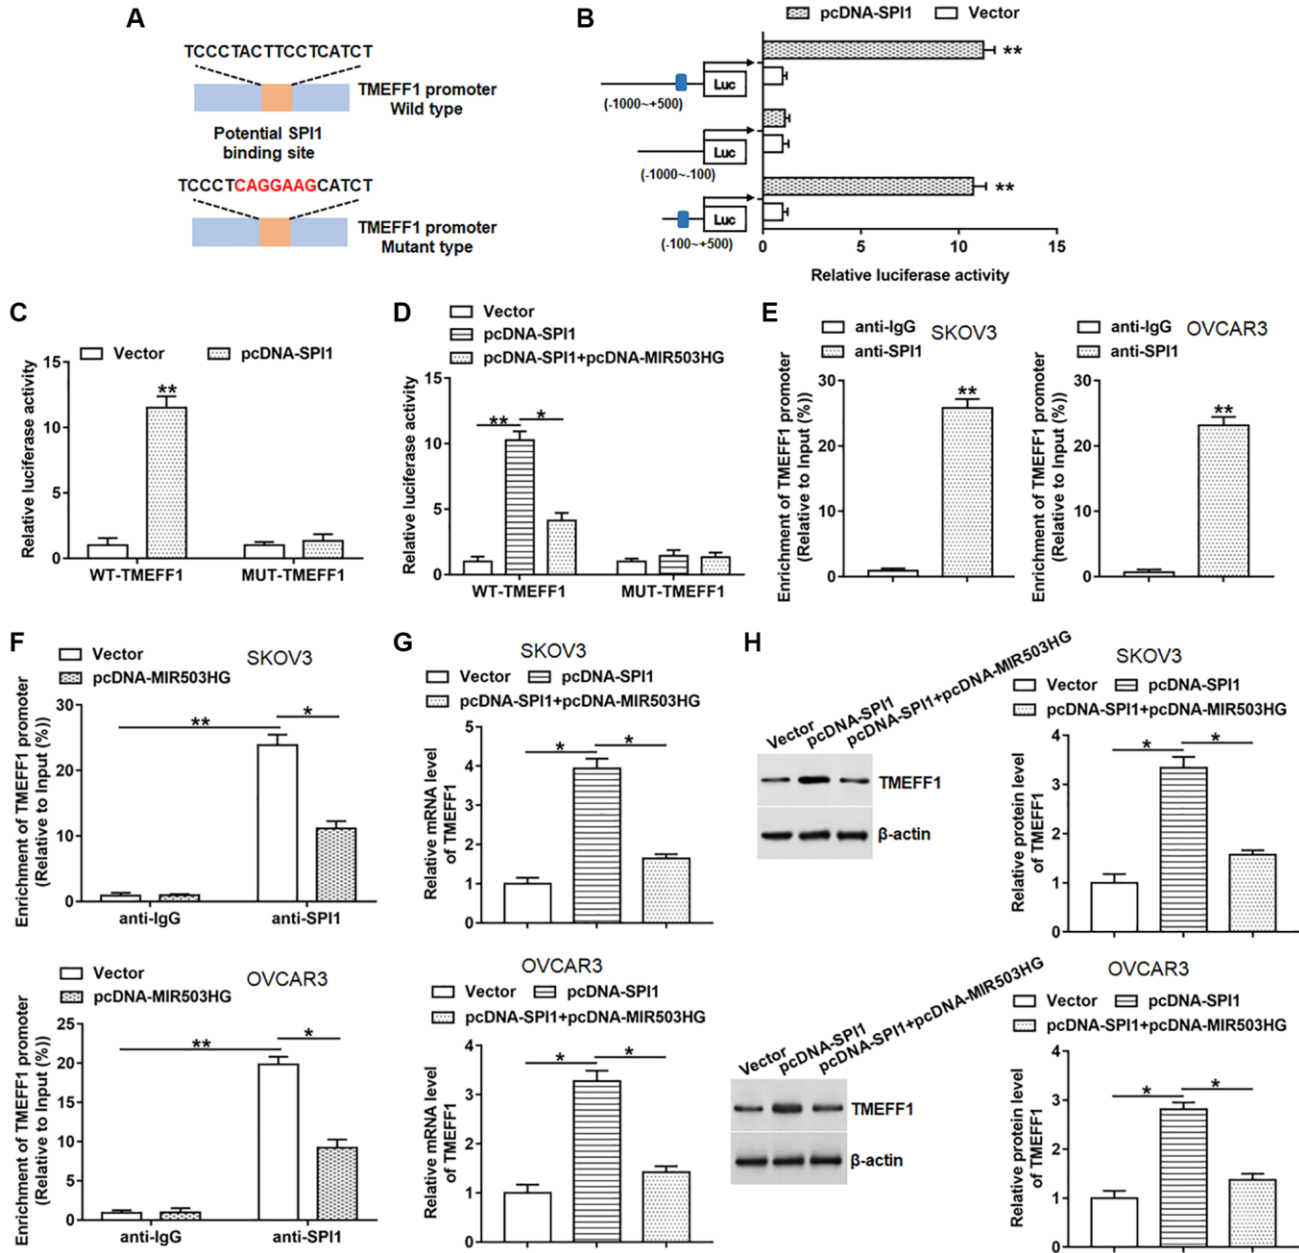 A
TCCCTACTTCCTCATCT
TMEFF1 promoter
Wild type
Potential SPI1
binding site
TCCCTCAGGAAGCATCT
TMEFF1 promoter
Mutant type
B
pcDNA-SPI1 Vector
Luc
(-1000~+500)
**
Luc
(-1000~-100)
Luc
(-100~+500)
**
0 5 10 15
Relative luciferase activity
C
Vector pcDNA-SPI1
Relative luciferase activity
15
10
5
0
**
WT-TMEFF1 MUT-TMEFF1
D
Vector
pcDNA-SPI1
pcDNA-SPI1+pcDNA-MIR503HG
Relative luciferase activity
15
10
5
0
** *
WT-TMEFF1 MUT-TMEFF1
E
anti-IgG
anti-SPI1
SKOV3
Enrichment of TMEFF1 promoter
(Relative to Input (%))
30
20
10
0
**
anti-IgG
anti-SPI1
OVCAR3
Enrichment of TMEFF1 promoter
(Relative to Input (%))
30
20
10
0
**
F
Vector
pcDNA-MIR503HG
SKOV3
Enrichment of TMEFF1 promoter
(Relative to Input (%))
30
20
10
0
** *
anti-IgG anti-SPI1
Vector
pcDNA-MIR503HG
OVCAR3
Enrichment of TMEFF1 promoter
(Relative to Input (%))
25
20
15
10
5
0
** *
anti-IgG anti-SPI1
G
SKOV3
Vector pcDNA-SPI1
pcDNA-SPI1+pcDNA-MIR503HG
Relative mRNA level
of TMEFF1
5
4
3
2
1
0
* *
OVCAR3
Vector pcDNA-SPI1
pcDNA-SPI1+pcDNA-MIR503HG
Relative mRNA level
of TMEFF1
4
3
2
1
0
* *
H
Vector
pcDNA-SPI1
pcDNA-SPI1+pcDNA-MIR503HG
TMEFF1
β-actin
SKOV3
Vector pcDNA-SPI1
pcDNA-SPI1+pcDNA-MIR503HG
Relative protein level
of TMEFF1
4
3
2
1
0
* *
Vector
pcDNA-SPI1
pcDNA-SPI1+pcDNA-MIR503HG
TMEFF1
β-actin
OVCAR3
Vector pcDNA-SPI1
pcDNA-SPI1+pcDNA-MIR503HG
Relative protein level
of TMEFF1
4
3
2
1
0
* *